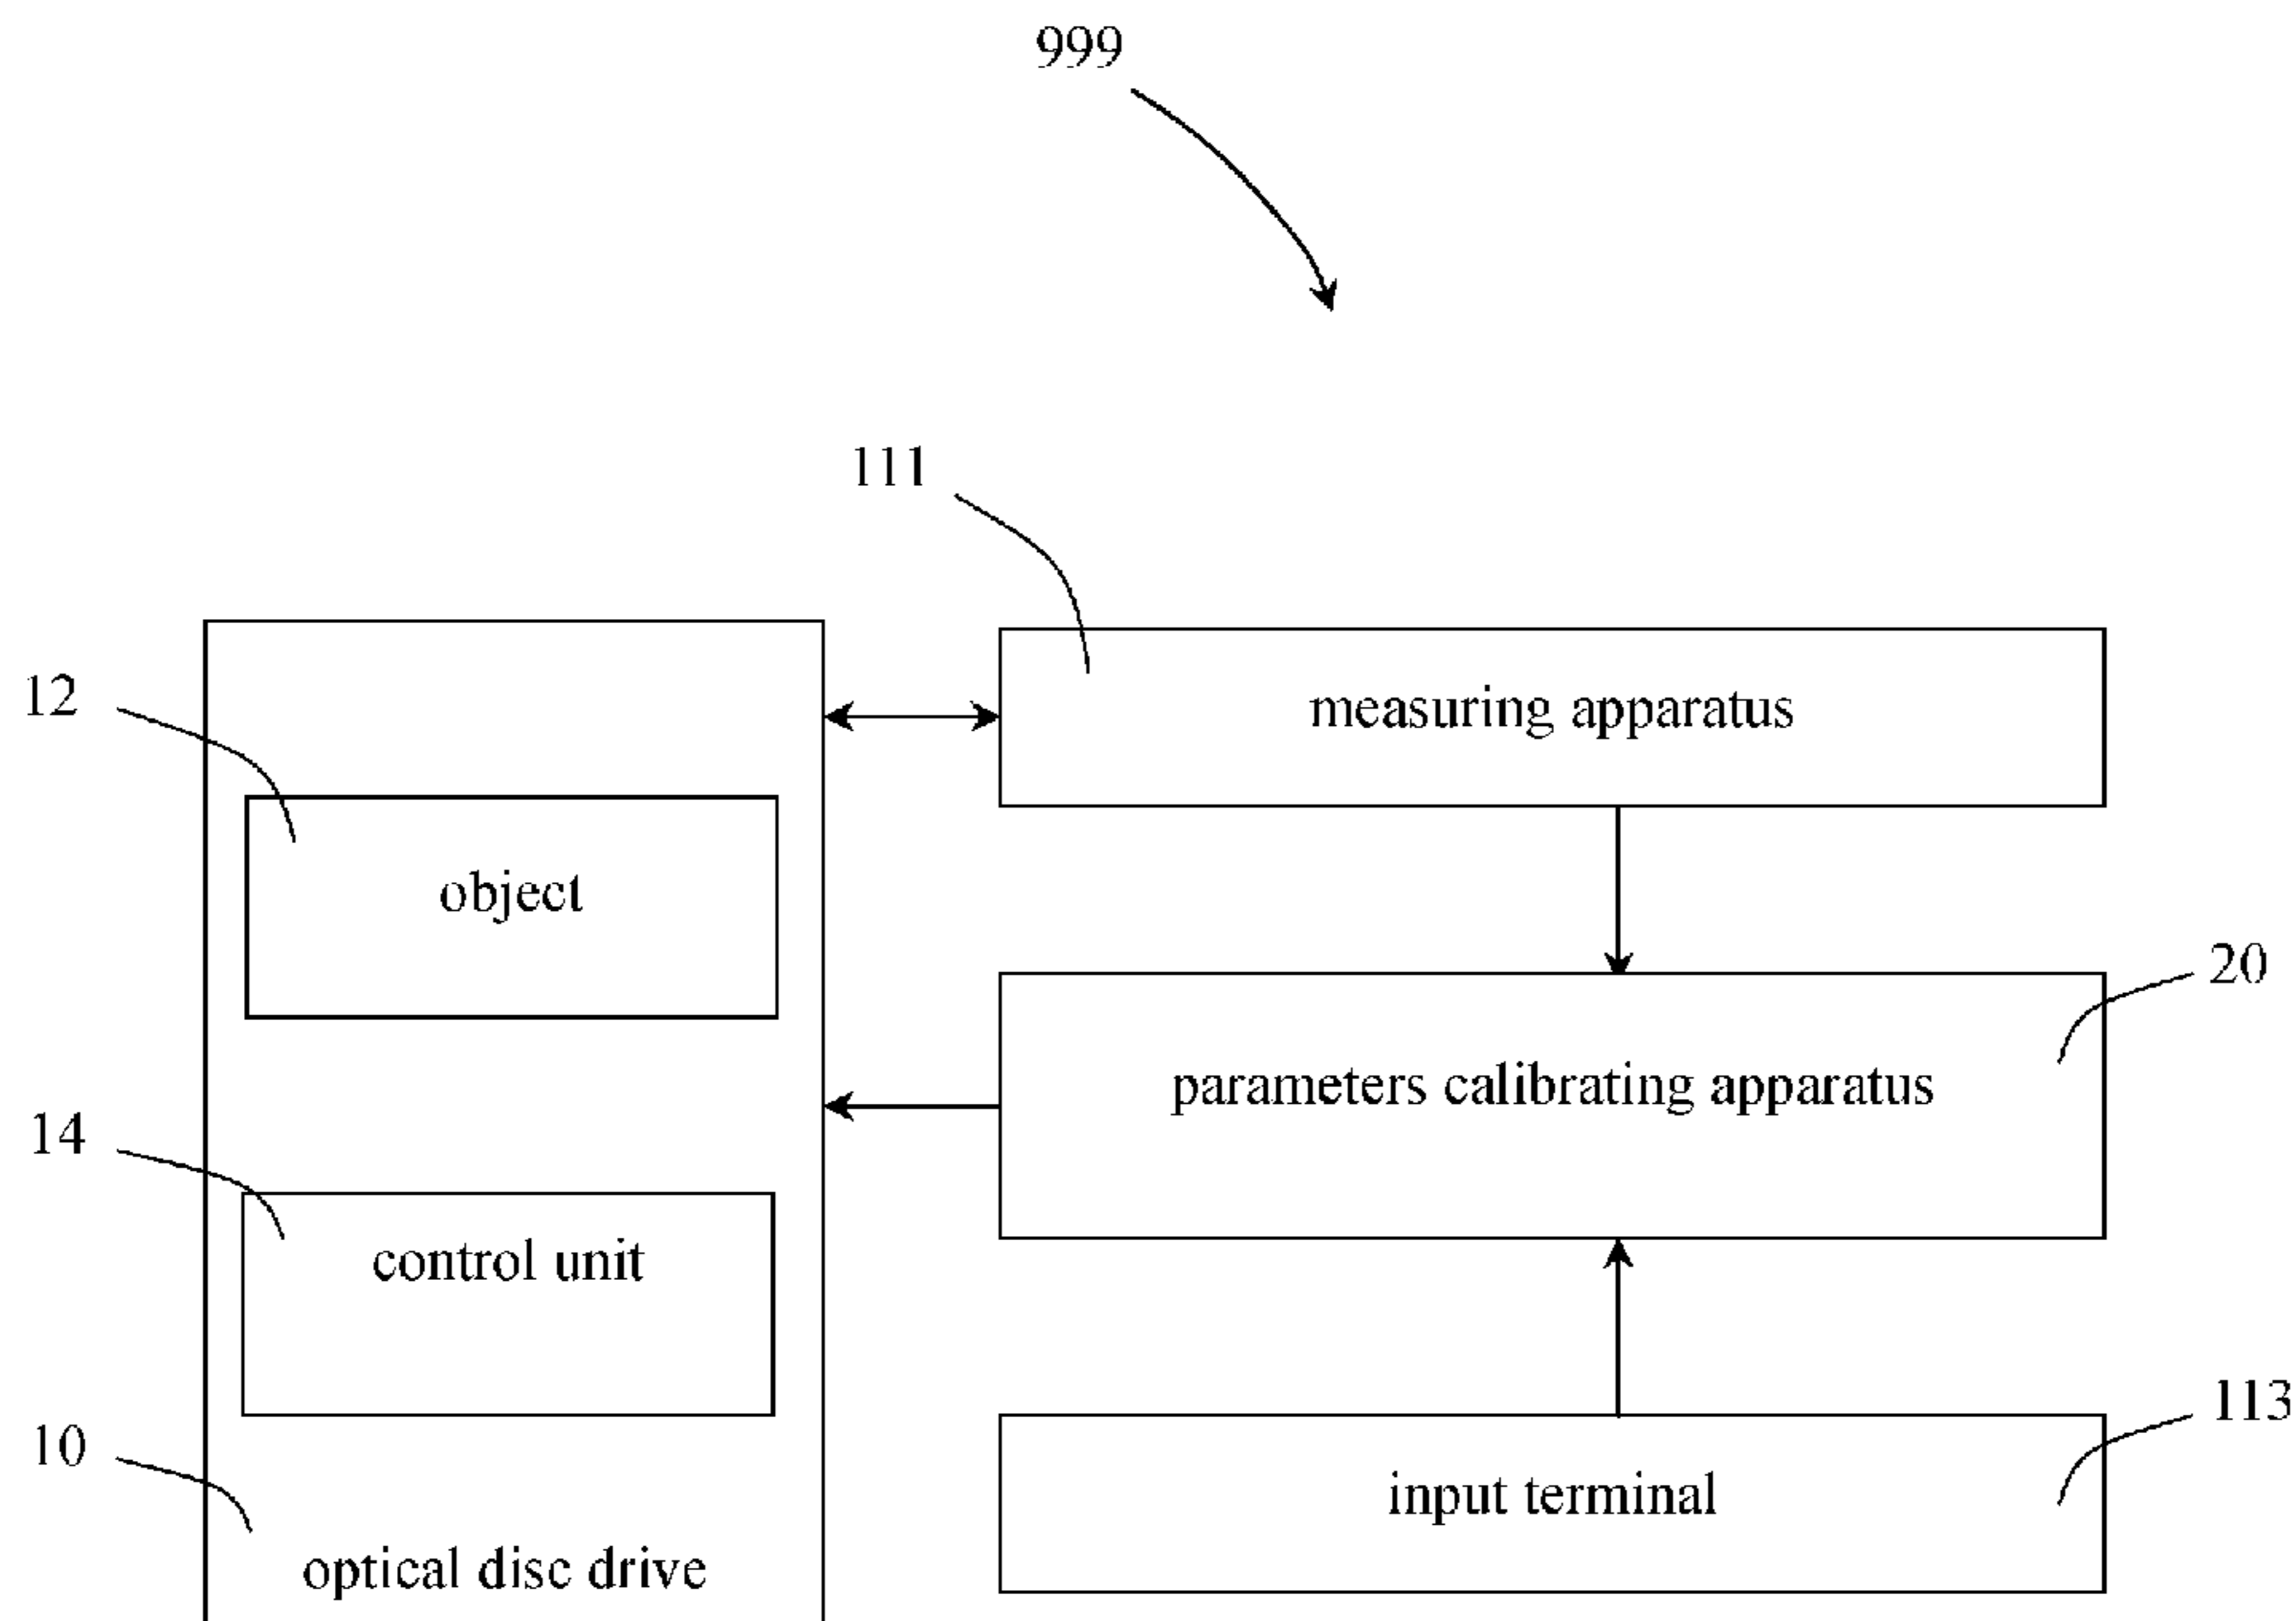 999
111
12
measuring apparatus
object
20
parameters calibrating apparatus
14
control unit
113
10
input terminal
optical disc drive